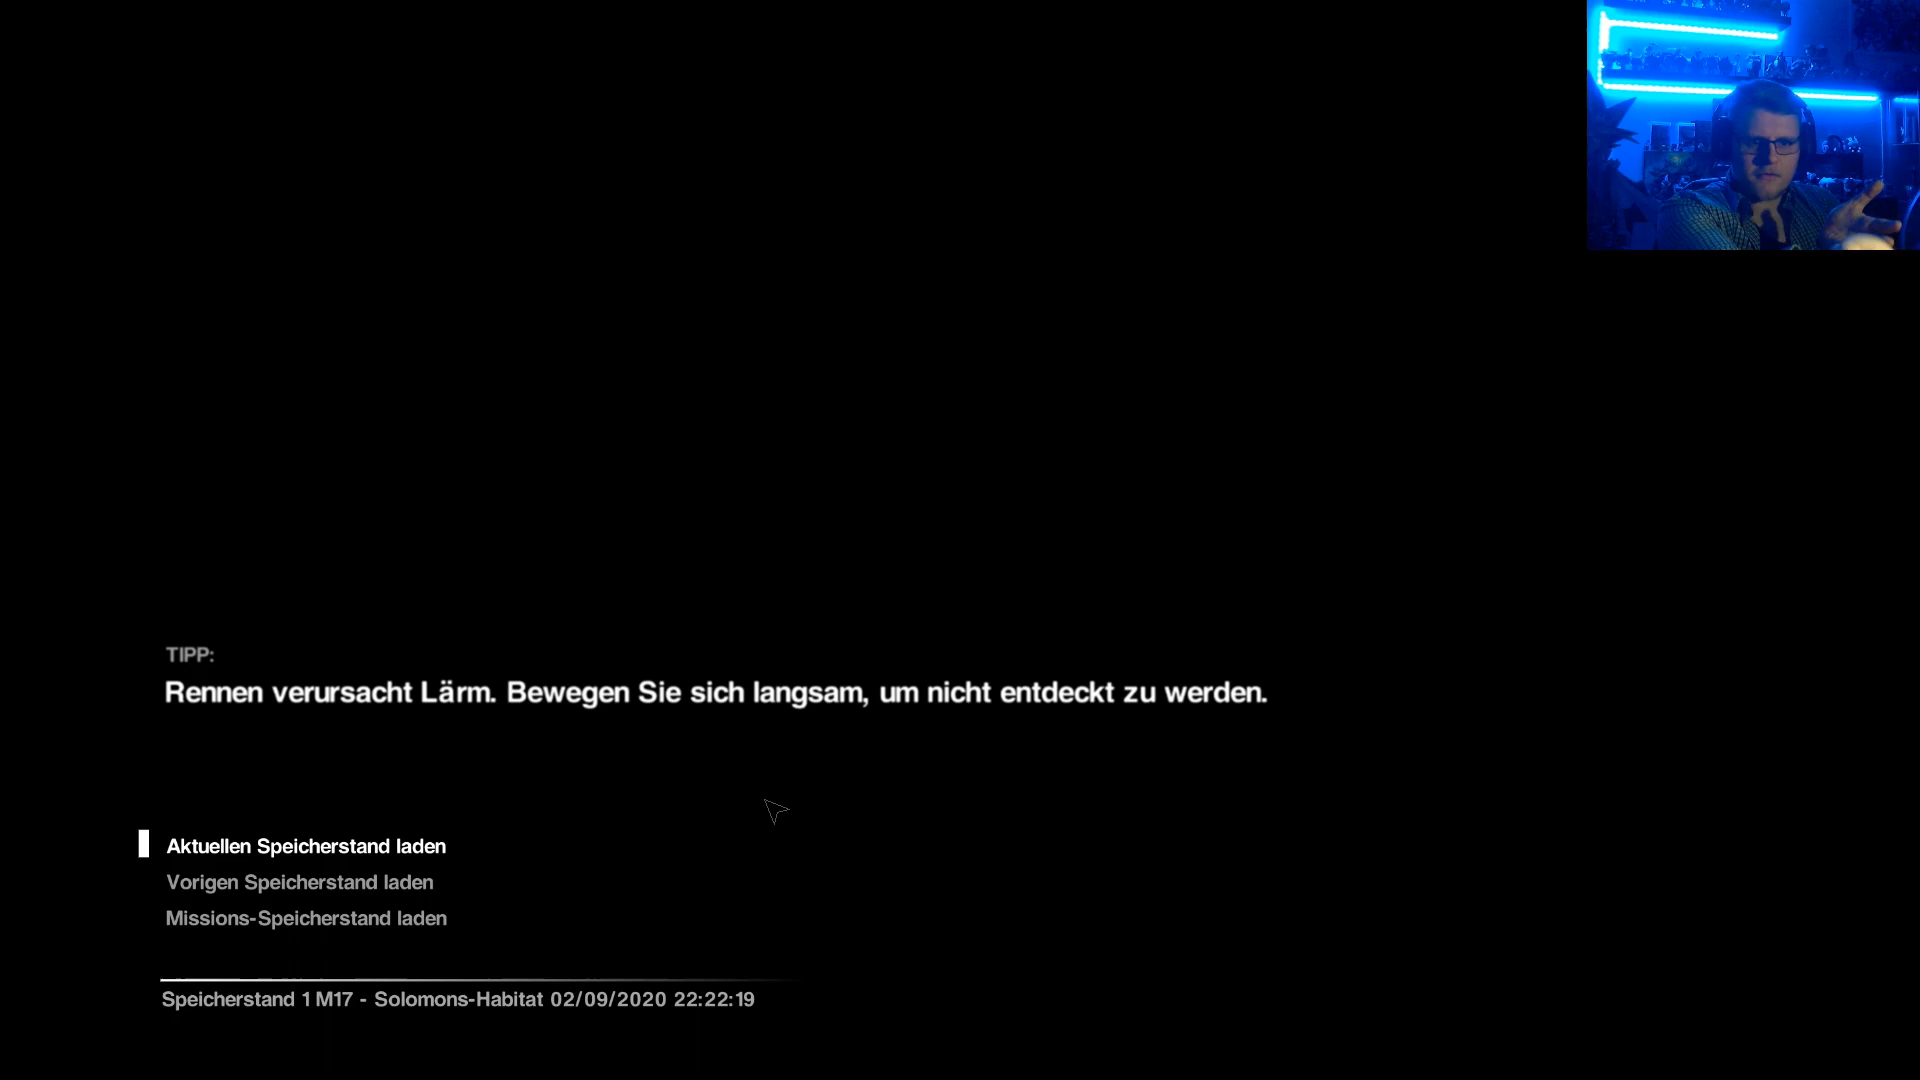 TIPP:
Rennen verursacht Lärm. Bewegen Sie sich langsam, um nicht entdeckt zu werden.
Aktuellen Speicherstand laden
Vorigen Speicherstand laden
Missions-Speicherstand laden
Speicherstand 1 M17 - Solomons-Habitat 02/09/2020 22:22:19